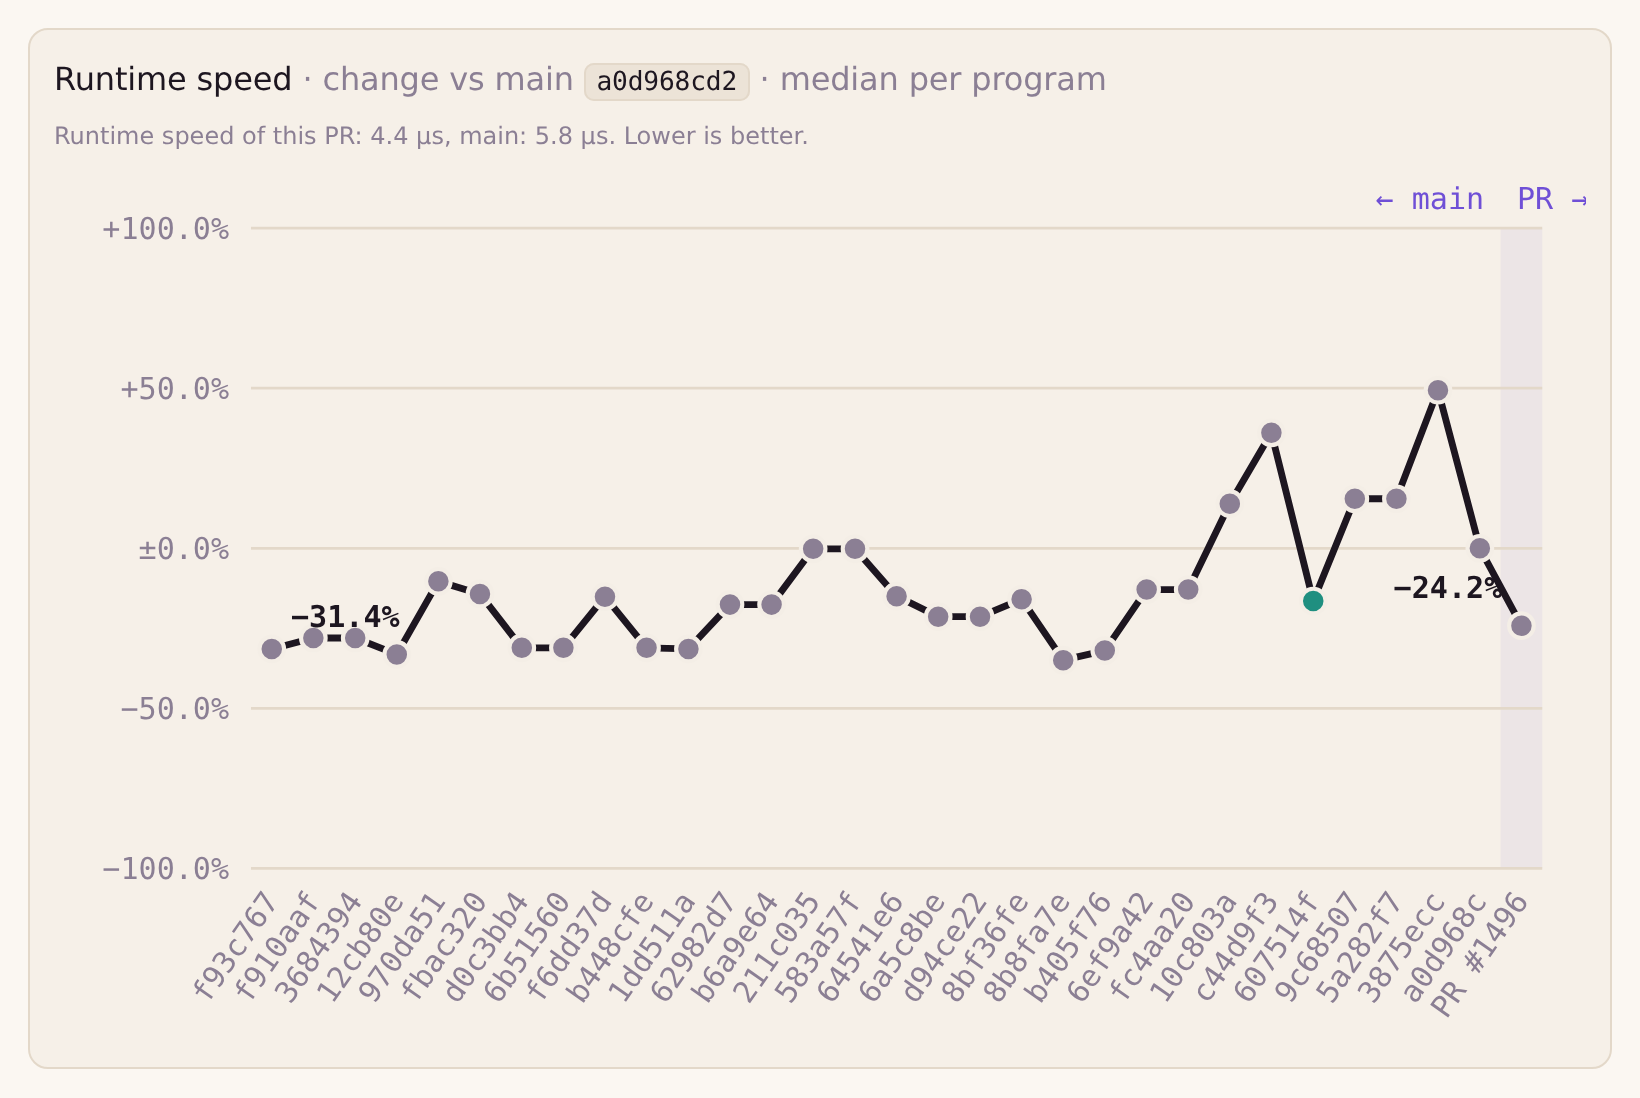 Runtime speed · change vs main a0d968cd2 · median per program
Runtime speed of this PR: 4.4 µs, main: 5.8 µs. Lower is better.
← main PR →
+100.0%
+50.0%
±0.0%
−50.0%
−100.0%
−31.4%
−24.2%
f93c767
f910aaf
3684394
12cb80e
970da51
fbac320
d0c3bb4
6b51560
f6dd37d
b448cfe
1dd511a
62982d7
b6a9e64
211c035
583a57f
64541e6
6a5c8be
d94ce22
8bf36fe
8b8fa7e
b405f76
6ef9a42
fc4aa20
10c803a
c44d9f3
607514f
9c68507
5a282f7
3875ecc
a0d968c
PR #1496